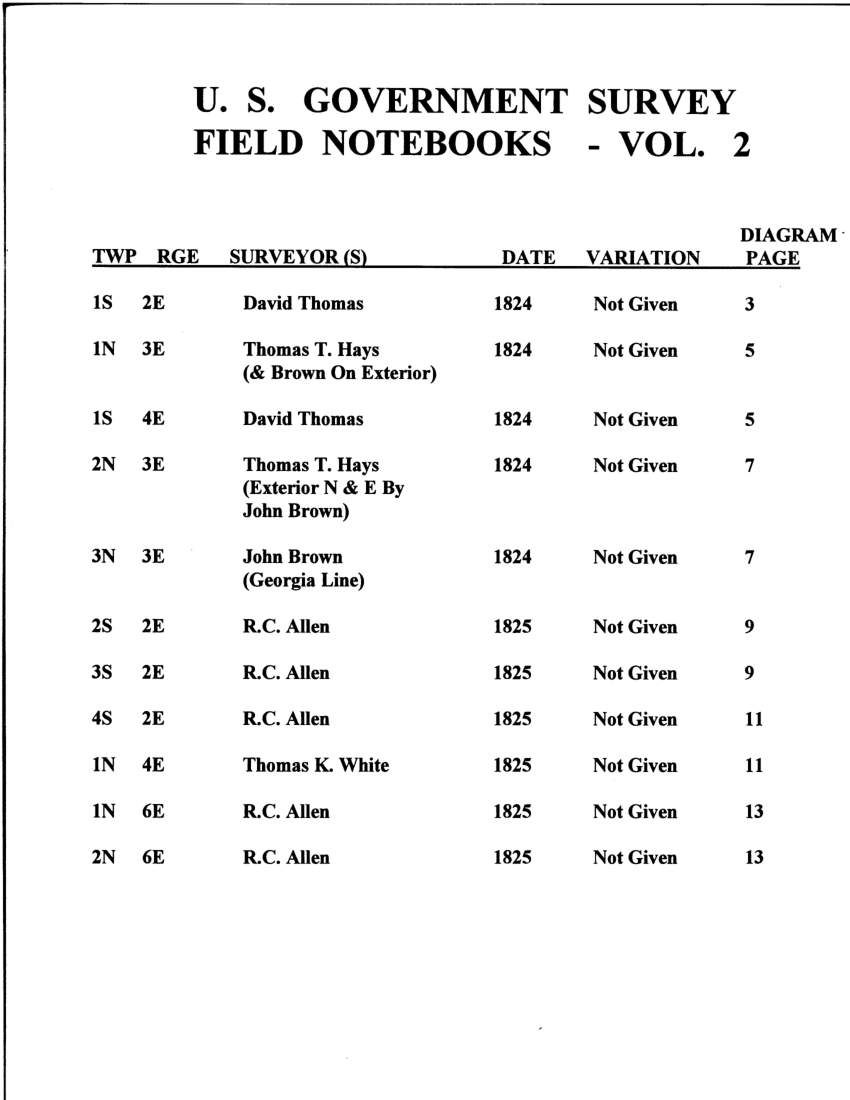 U. S. GOVERNMENT SURVEY
FIELD NOTEBOOKS - VOL. 2
DIAGRAM
TWP RGE SURVEYOR (S) DATE VARIATION PAGE
1S 2E David Thomas 1824 Not Given 3
1N 3E Thomas T. Hays 1824 Not Given 5
(& Brown On Exterior)
1S 4E David Thomas 1824 Not Given 5
2N 3E Thomas T. Hays 1824 Not Given 7
(Exterior N & E By
John Brown)
3N 3E John Brown 1824 Not Given 7
(Georgia Line)
2S 2E R.C. Allen 1825 Not Given 9
3S 2E R.C. Allen 1825 Not Given 9
4S 2E R.C. Allen 1825 Not Given 11
1N 4E Thomas K. White 1825 Not Given 11
1N 6E R.C. Allen 1825 Not Given 13
2N 6E R.C. Allen 1825 Not Given 13